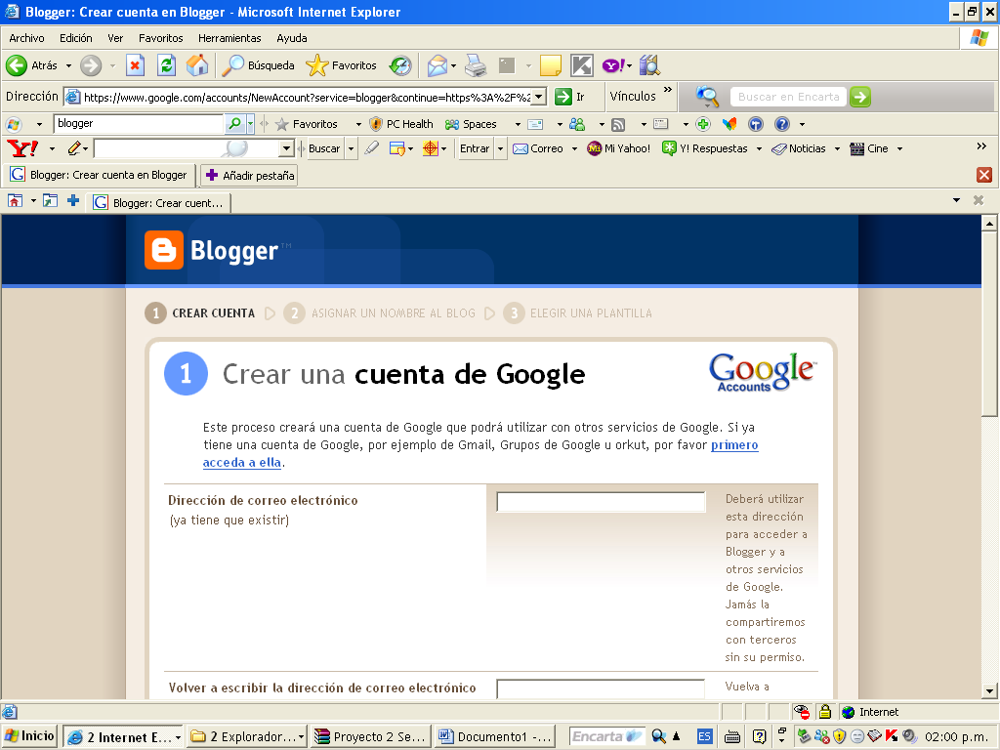 Blogger: Crear cuenta en Blogger - Microsoft Internet Explorer
Archivo Edición Ver Favoritos Herramientas Ayuda
Atrás Búsqueda Favoritos
Dirección https://www.google.com/accounts/NewAccount?service=blogger&continue=https%3A%2F% Ir Vínculos » Buscar en Encarta
blogger Favoritos PC Health Spaces
Y! Buscar Entrar Correo Mi Yahoo! Y! Respuestas Noticias Cine »
Blogger: Crear cuenta en Blogger Añadir pestaña
Blogger: Crear cuent...
Blogger™
1 CREAR CUENTA 2 ASIGNAR UN NOMBRE AL BLOG 3 ELEGIR UNA PLANTILLA
1 Crear una cuenta de Google
Google™
Accounts
Este proceso creará una cuenta de Google que podrá utilizar con otros servicios de Google. Si ya
tiene una cuenta de Google, por ejemplo de Gmail, Grupos de Google u orkut, por favor primero
acceda a ella.
Dirección de correo electrónico
(ya tiene que existir)
Deberá utilizar
esta dirección
para acceder a
Blogger y a
otros servicios
de Google.
Jamás la
compartiremos
con terceros
sin su permiso.
Volver a escribir la dirección de correo electrónico
Vuelva a
Internet
Inicio 2 Internet E... 2 Explorador... Proyecto 2 Se... Documento1 -... Encarta ES 02:00 p.m.